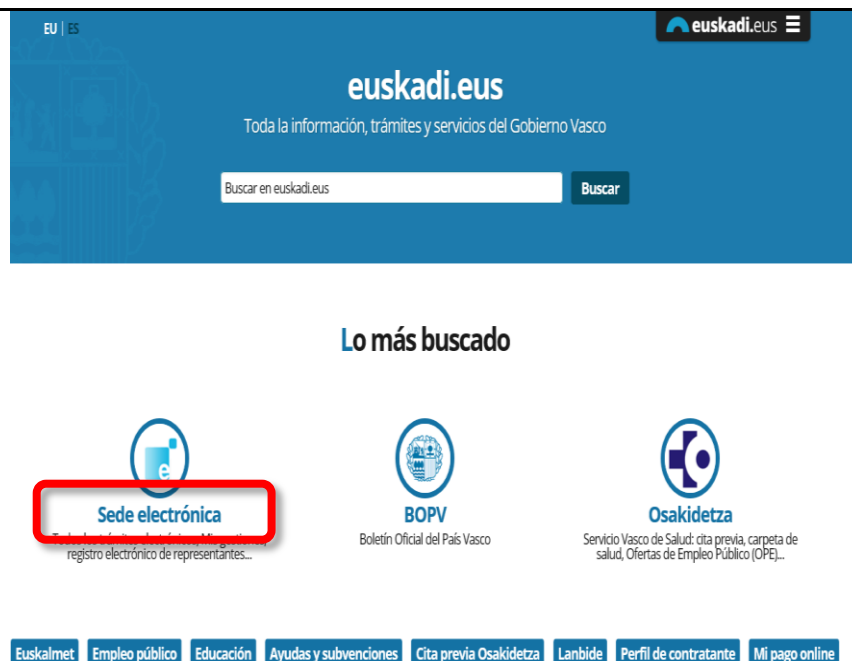 EU | ES
euskadi.eus
euskadi.eus
Toda la información, trámites y servicios del Gobierno Vasco
Buscar en euskadi.eus
Buscar
Lo más buscado
e
Sede electrónica
registro electrónico de representantes...
BOPV
Boletín Oficial del País Vasco
Osakidetza
Servicio Vasco de Salud: cita previa, carpeta de
salud, Ofertas de Empleo Público (OPE)...
Euskalmet Empleo público Educación Ayudas y subvenciones Cita previa Osakidetza Lanbide Perfil de contratante Mi pago online